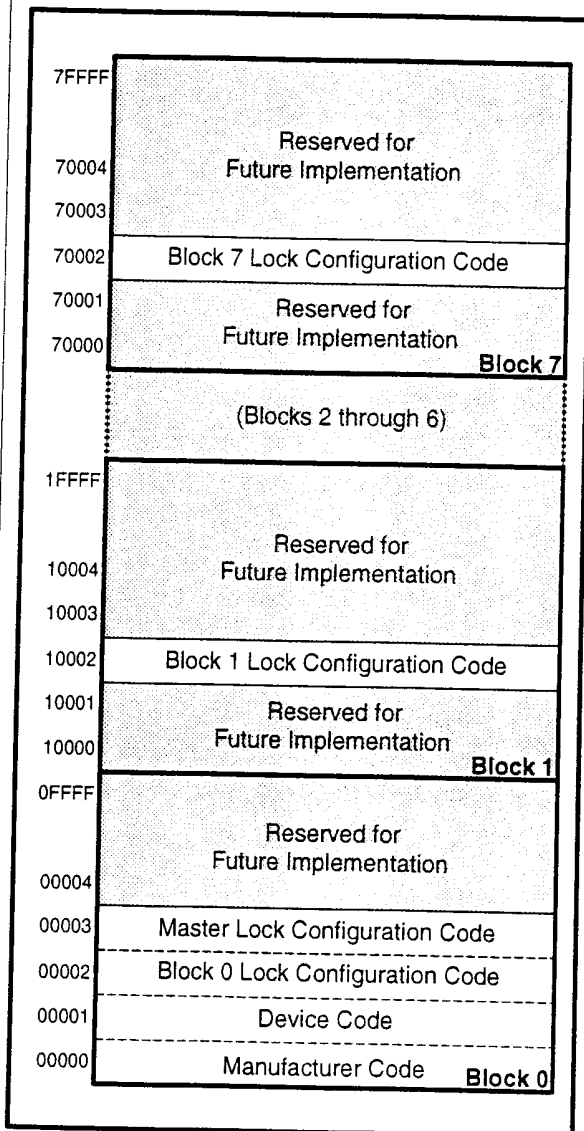 7FFFF
Reserved for
70004 Future Implementation
70003
70002 Block 7 Lock Configuration Code
70001 Reserved for
70000 Future Implementation
Block 7
(Blocks 2 through 6)
1FFFF
Reserved for
10004 Future Implementation
10003
10002 Block 1 Lock Configuration Code
10001 Reserved for
10000 Future Implementation
Block 1
0FFFF
Reserved for
Future Implementation
00004
00003 Master Lock Configuration Code
00002 Block 0 Lock Configuration Code
00001 Device Code
00000 Manufacturer Code Block 0